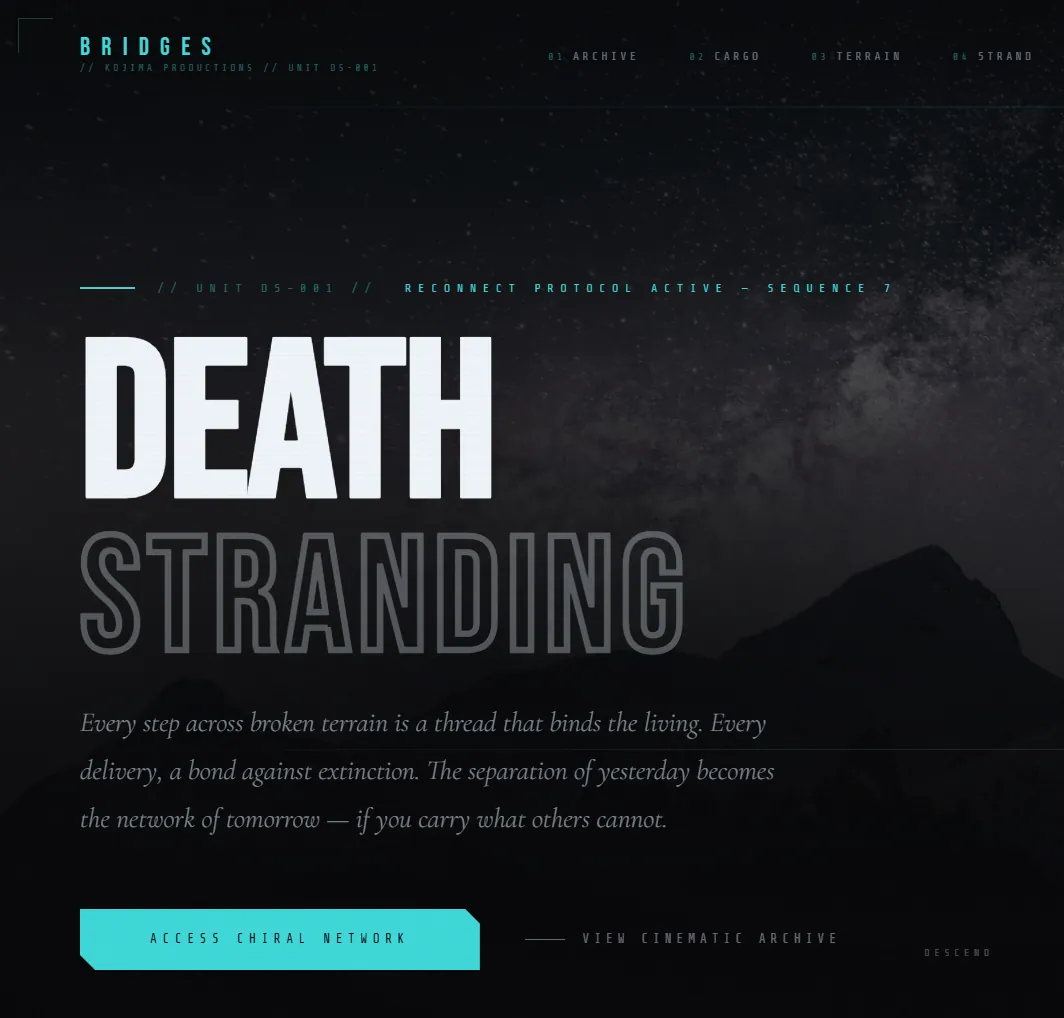 BRIDGES
// KOJIMA PRODUCTIONS // UNIT DS-001
01 ARCHIVE 02 CARGO 03 TERRAIN 04 STRAND
// UNIT DS-001 // RECONNECT PROTOCOL ACTIVE — SEQUENCE 7
DEATH
STRANDING
Every step across broken terrain is a thread that binds the living. Every
delivery, a bond against extinction. The separation of yesterday becomes
the network of tomorrow — if you carry what others cannot.
ACCESS CHIRAL NETWORK
VIEW CINEMATIC ARCHIVE
DESCEND